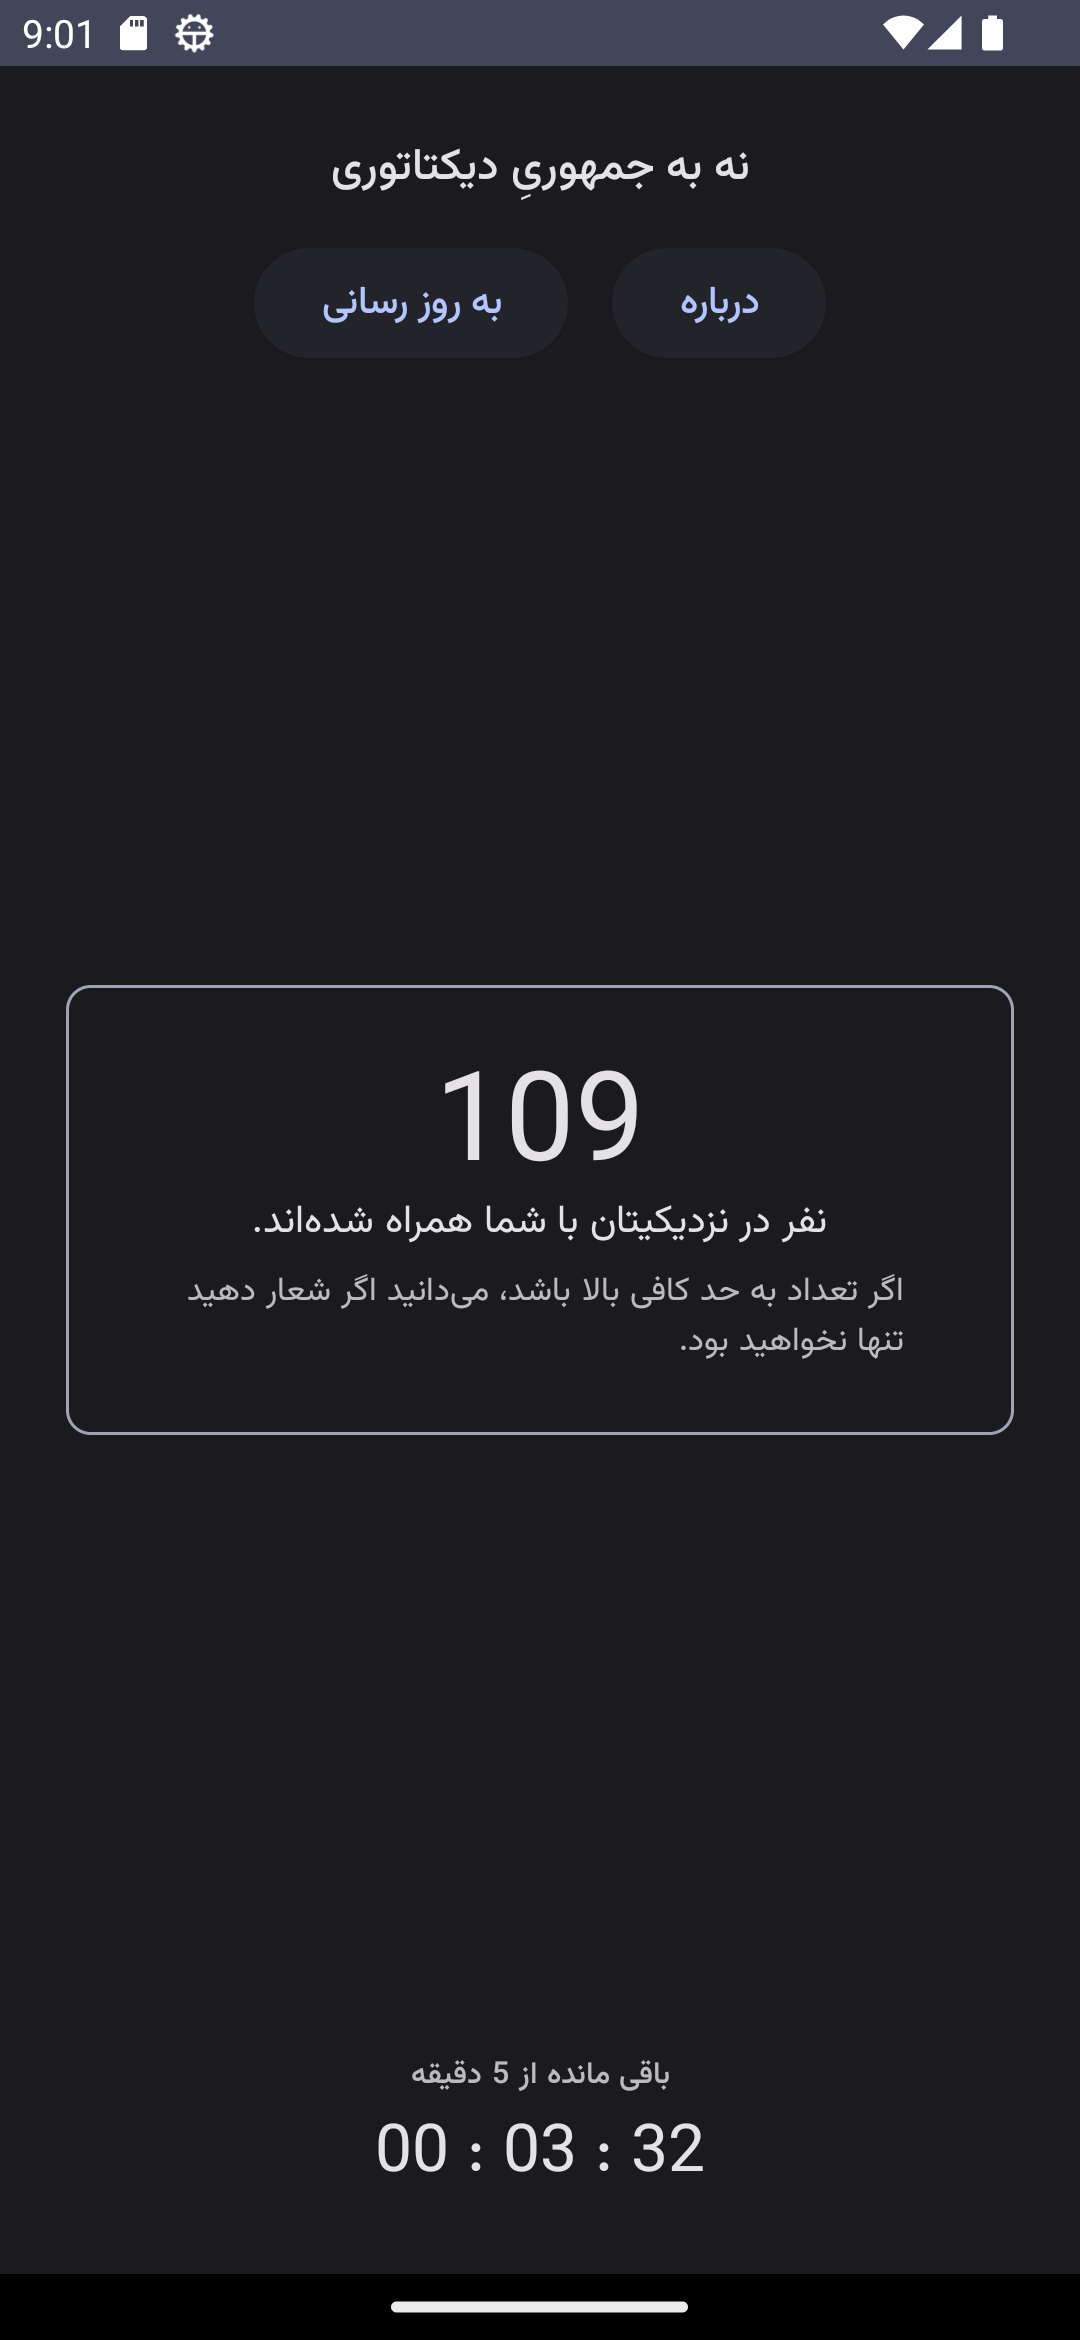 9:01
نه به جمهوریِ دیکتاتوری
درباره
به روز رسانی
109
نفر در نزدیکیتان با شما همراه شده‌اند.
اگر تعداد به حد کافی بالا باشد، می‌دانید اگر شعار دهید
تنها نخواهید بود.
باقی مانده از 5 دقیقه
00 : 03 : 32